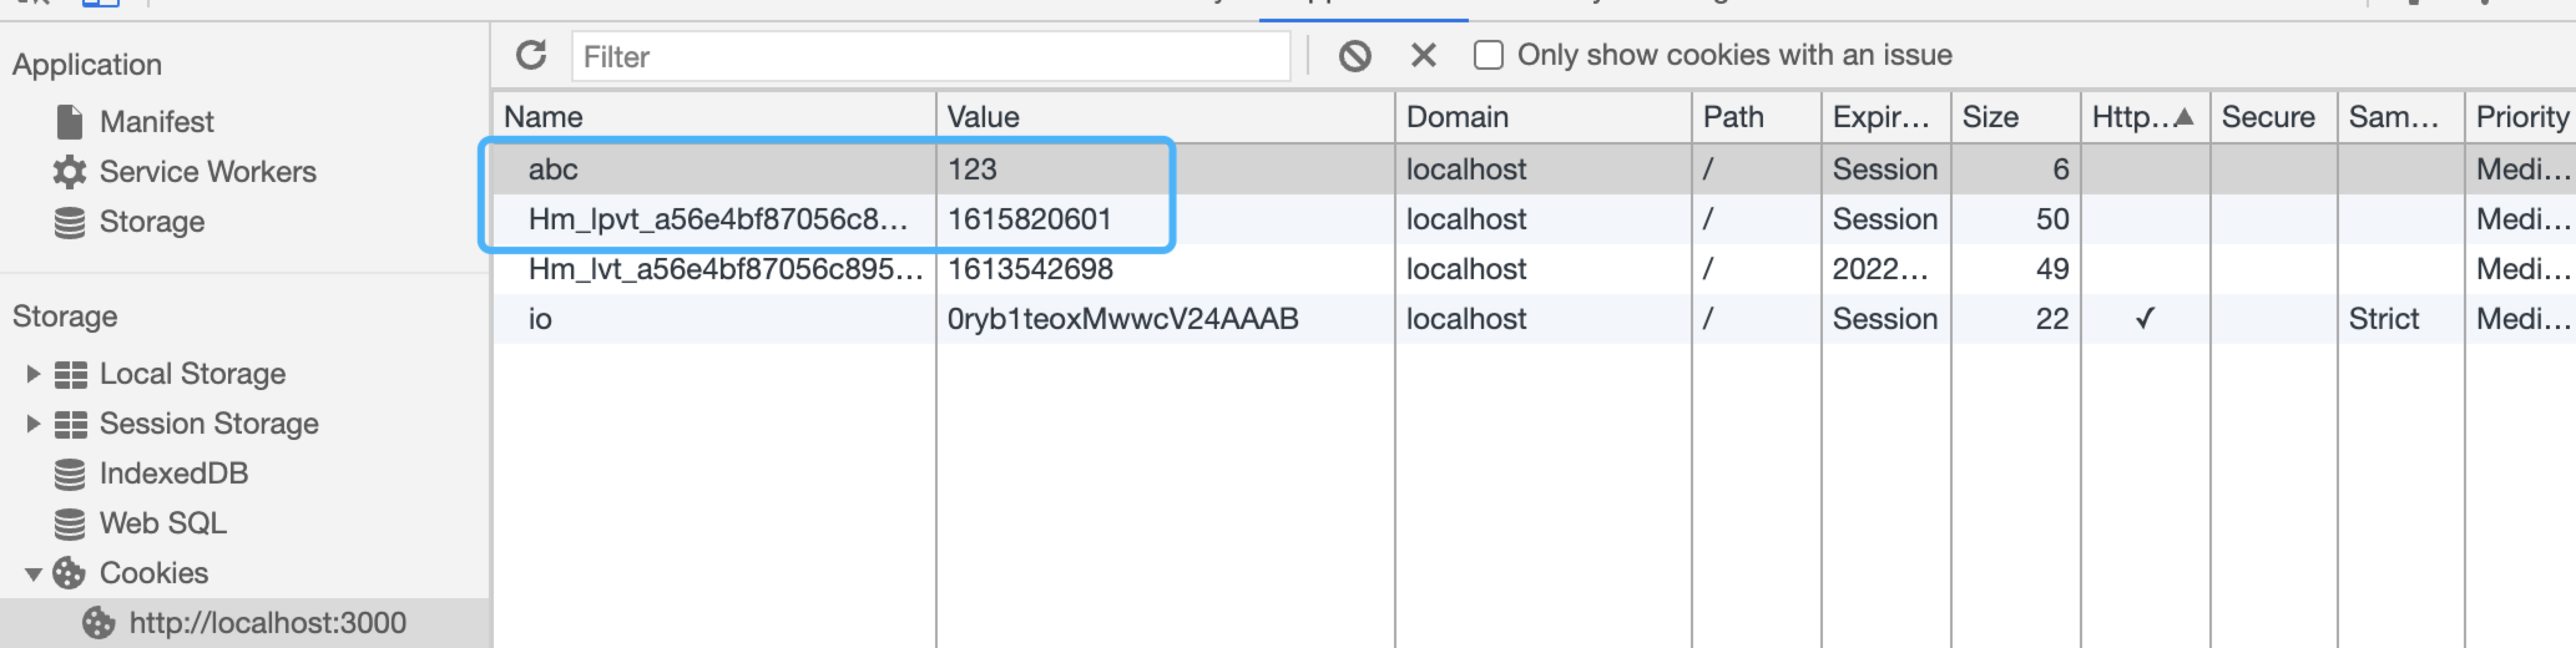 Application
Manifest
Service Workers
Storage
Storage
Local Storage
Session Storage
IndexedDB
Web SQL
Cookies
http://localhost:3000
Filter Only show cookies with an issue
Name Value Domain Path Expir... Size Http...▲ Secure Sam... Priority
abc 123 localhost / Session 6 Medi...
Hm_lpvt_a56e4bf87056c8... 1615820601 localhost / Session 50 Medi...
Hm_lvt_a56e4bf87056c895... 1613542698 localhost / 2022... 49 Medi...
io 0ryb1teoxMwwcV24AAAB localhost / Session 22 ✓ Strict Medi...